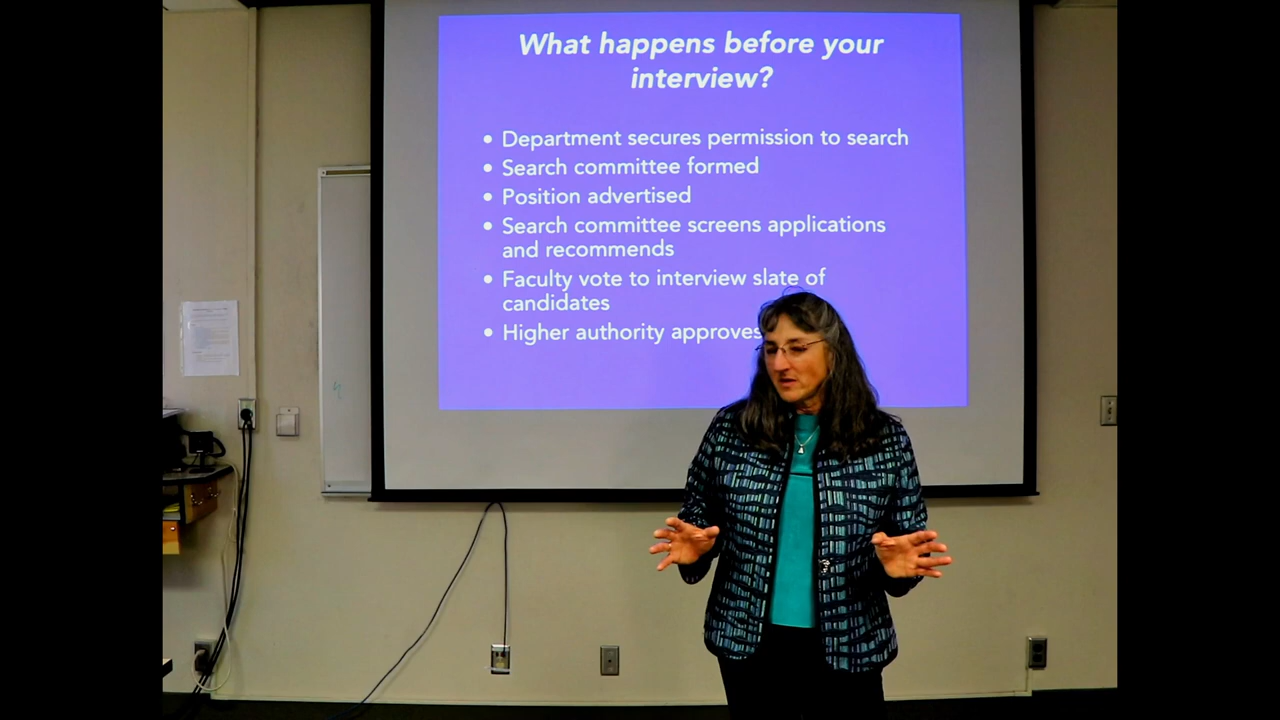 What happens before your
interview?
• Department secures permission to search
• Search committee formed
• Position advertised
• Search committee screens applications
and recommends
• Faculty vote to interview slate of
candidates
• Higher authority approves